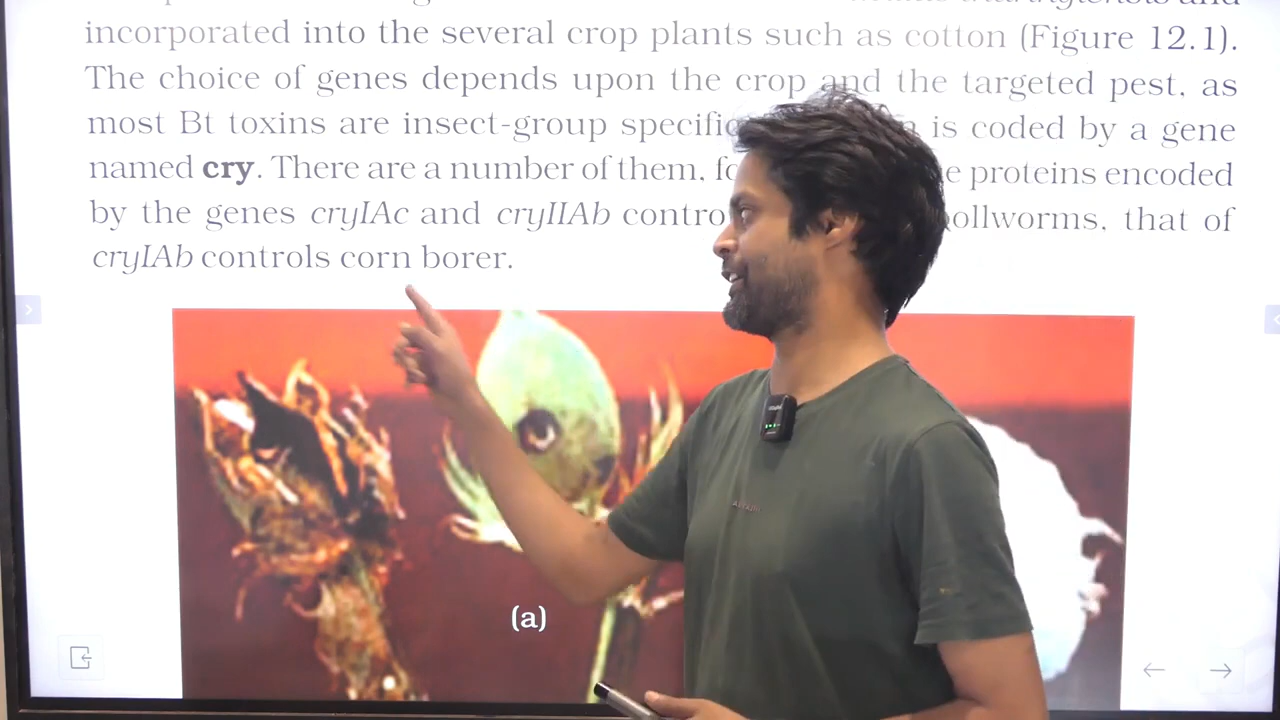 incorporated into the several crop plants such as cotton (Figure 12.1).
The choice of genes depends upon the crop and the targeted pest, as
most Bt toxins are insect-group specific is coded by a gene
named cry. There are a number of them, proteins encoded
by the genes cryIAc and cryIIAb that of
cryIAb controls corn borer.
(a)